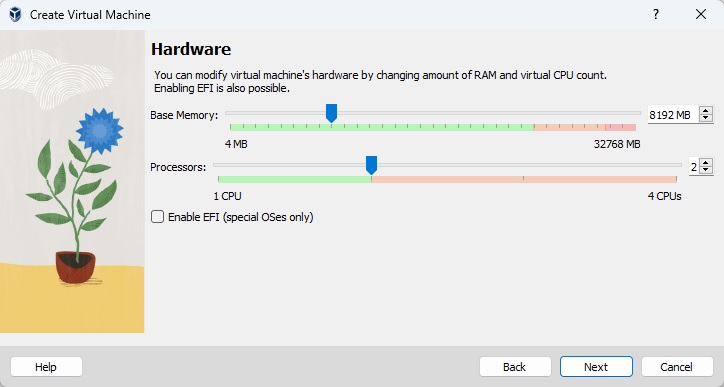 Create Virtual Machine
?
Hardware
You can modify virtual machine's hardware by changing amount of RAM and virtual CPU count.
Enabling EFI is also possible.
Base Memory: 8192 MB
4 MB 32768 MB
Processors: 2
1 CPU 4 CPUs
Enable EFI (special OSes only)
Help Back Next Cancel